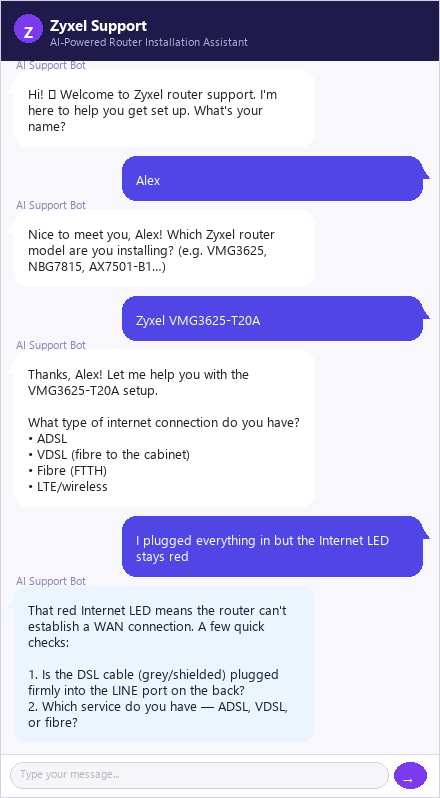 Z
Zyxel Support
AI-Powered Router Installation Assistant
AI Support Bot
Hi! ▯ Welcome to Zyxel router support. I'm
here to help you get set up. What's your
name?
Alex
AI Support Bot
Nice to meet you, Alex! Which Zyxel router
model are you installing? (e.g. VMG3625,
NBG7815, AX7501-B1...)
Zyxel VMG3625-T20A
AI Support Bot
Thanks, Alex! Let me help you with the
VMG3625-T20A setup.
What type of internet connection do you have?
• ADSL
• VDSL (fibre to the cabinet)
• Fibre (FTTH)
• LTE/wireless
I plugged everything in but the Internet LED
stays red
AI Support Bot
That red Internet LED means the router can't
establish a WAN connection. A few quick
checks:
1. Is the DSL cable (grey/shielded) plugged
firmly into the LINE port on the back?
2. Which service do you have — ADSL, VDSL,
or fibre?
Type your message...
→